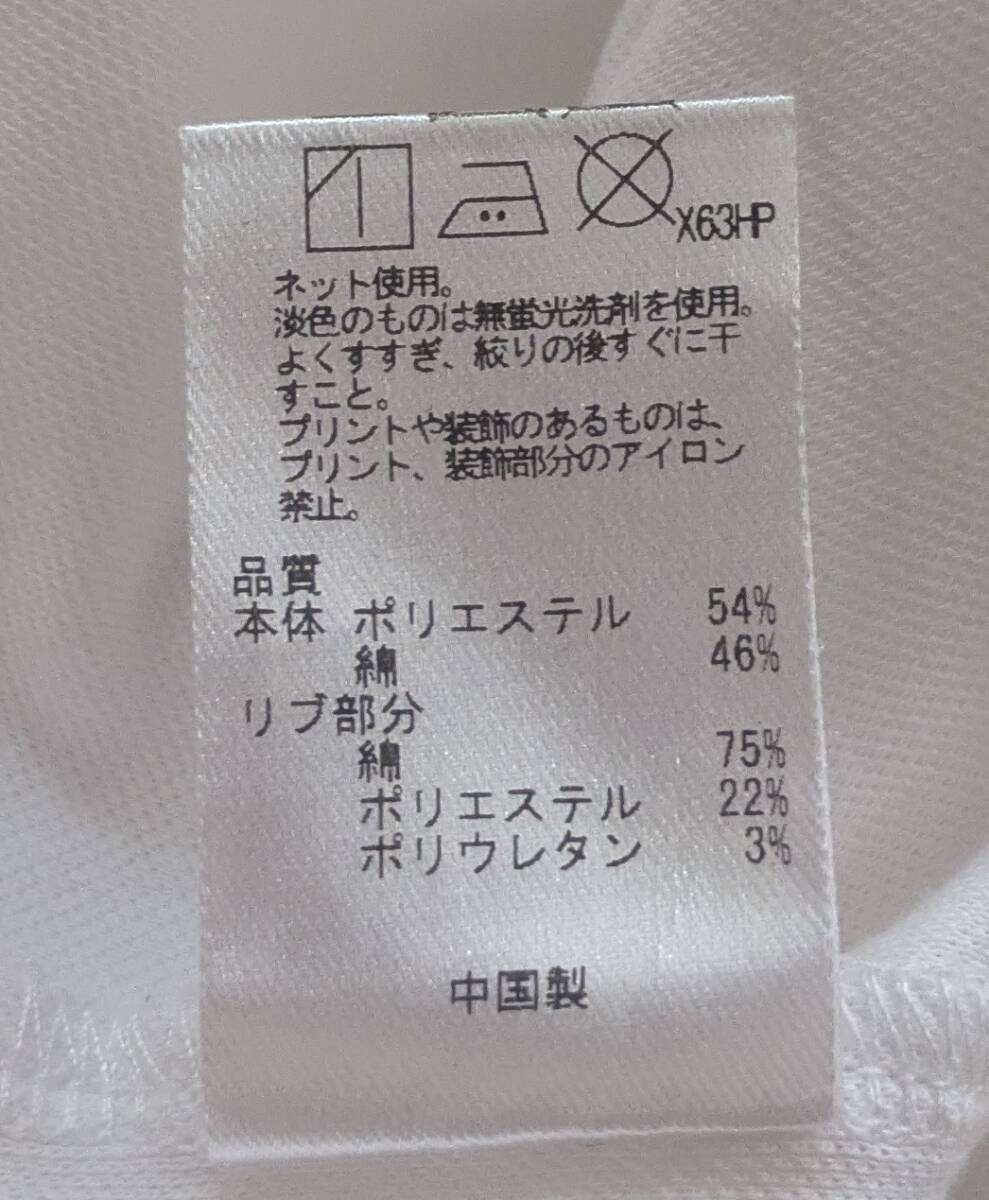 X63HP
ネット使用。
淡色のものは無蛍光洗剤を使用。
よくすすぎ、絞りの後すぐに干
すこと。
プリントや装飾のあるものは、
プリント、装飾部分のアイロン
禁止。
品質
本体 ポリエステル 54%
綿 46%
リブ部分
綿 75%
ポリエステル 22%
ポリウレタン 3%
中国製